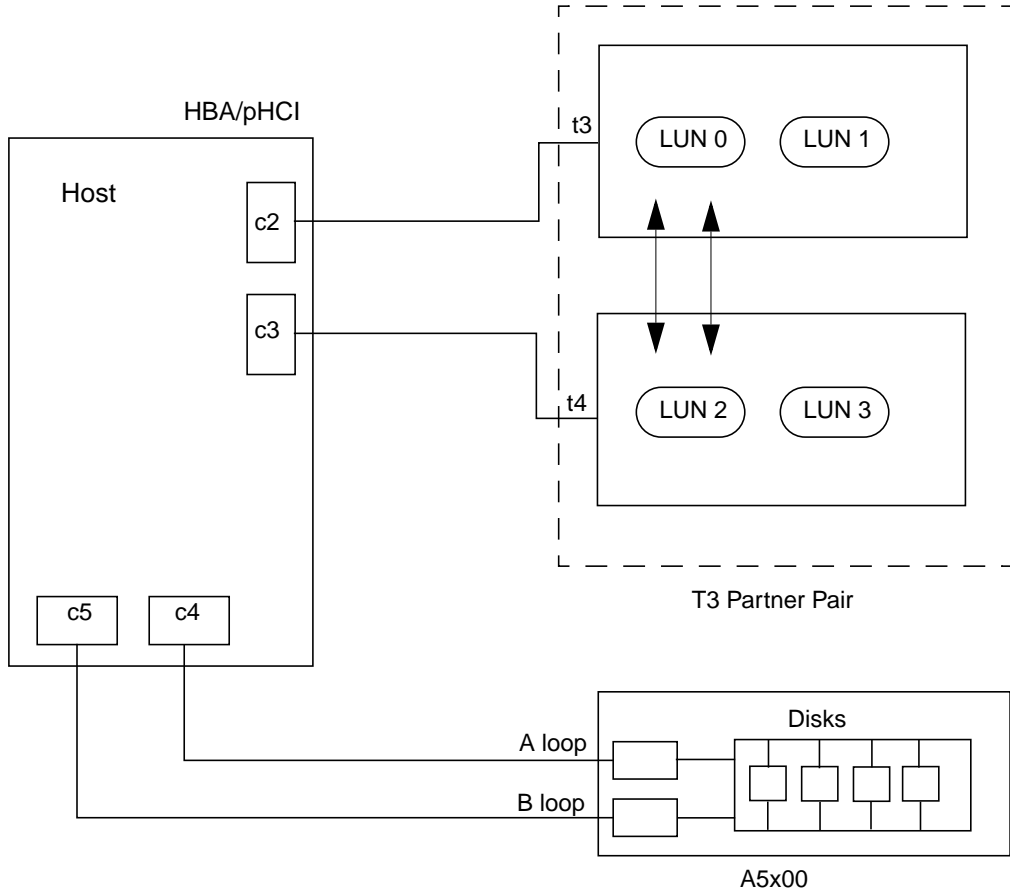 HBA/pHCI
Host
c2
c3
c5
c4
t3
LUN 0
LUN 1
t4
LUN 2
LUN 3
T3 Partner Pair
A loop
B loop
Disks
A5x00